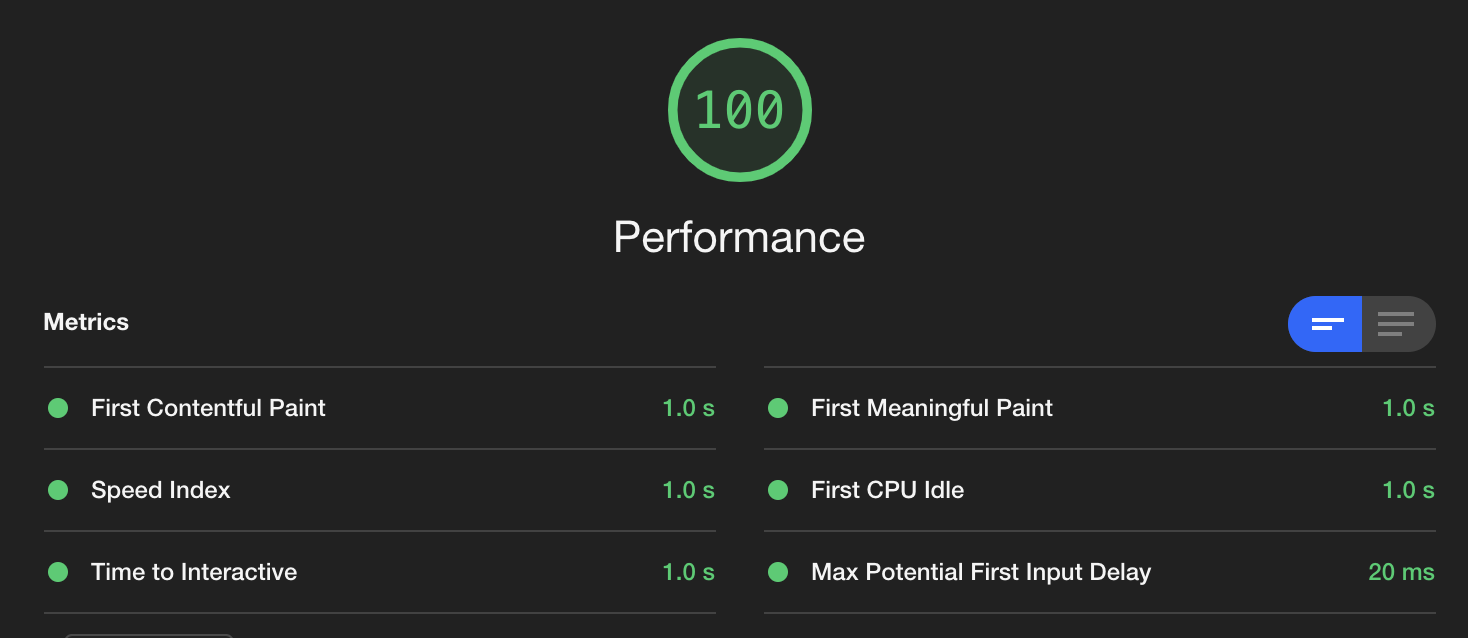 100
Performance
Metrics
First Contentful Paint 1.0 s
First Meaningful Paint 1.0 s
Speed Index 1.0 s
First CPU Idle 1.0 s
Time to Interactive 1.0 s
Max Potential First Input Delay 20 ms